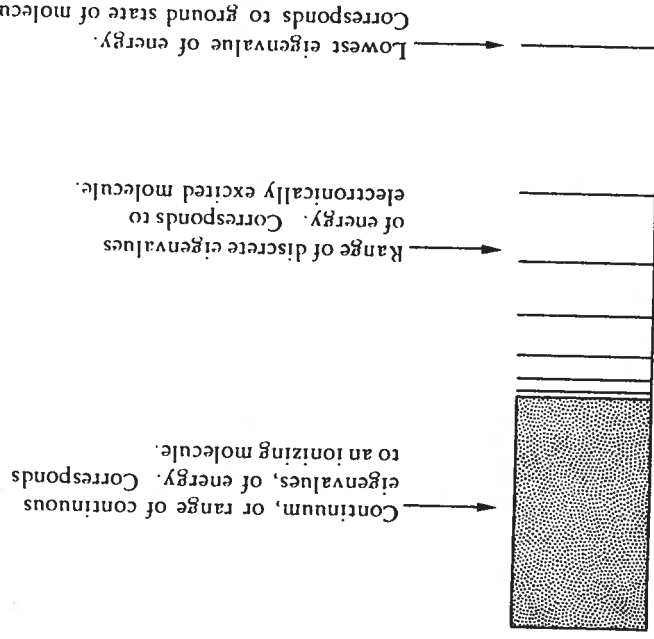 Continuum, or range of continuous
eigenvalues, of energy. Corresponds
to an ionizing molecule.
Range of discrete eigenvalues
of energy. Corresponds to
electronically excited molecule.
Lowest eigenvalue of energy.
Corresponds to ground state of